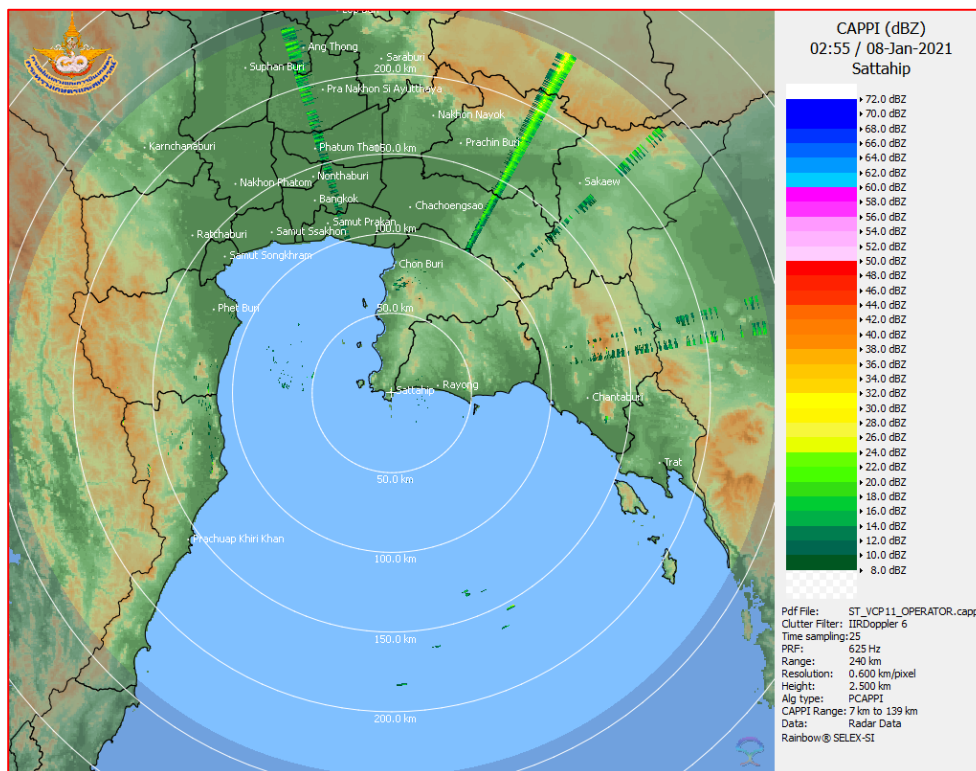 CAPPI (dBZ)
02:55 / 08-Jan-2021
Sattahip
72.0 dBZ
70.0 dBZ
68.0 dBZ
66.0 dBZ
64.0 dBZ
62.0 dBZ
60.0 dBZ
58.0 dBZ
56.0 dBZ
54.0 dBZ
52.0 dBZ
50.0 dBZ
48.0 dBZ
46.0 dBZ
44.0 dBZ
42.0 dBZ
40.0 dBZ
38.0 dBZ
36.0 dBZ
34.0 dBZ
32.0 dBZ
30.0 dBZ
28.0 dBZ
26.0 dBZ
24.0 dBZ
22.0 dBZ
20.0 dBZ
18.0 dBZ
16.0 dBZ
14.0 dBZ
12.0 dBZ
10.0 dBZ
8.0 dBZ
Pdf File: ST_VCP11_OPERATOR.capp
Clutter Filter: IIRDoppler 6
Time sampling:25
PRF: 625 Hz
Range: 240 km
Resolution: 0.600 km/pixel
Height: 2.500 km
Alg type: PCAPPI
CAPPI Range: 7 km to 139 km
Data: Radar Data
Rainbow® SELEX-SI
Ang Thong
Saraburi
Suphan Buri
200.0 km
Pra Nakhon Si Ayutthaya
Nakhon Nayok
Karnchanaburi
Phatum Thani
150.0 km
Prachin Buri
Nonthaburi
Nakhon Phatom
Sakaew
Bangkok
Chachoengsao
Samut Prakan
Samut Ssakhon
100.0 km
Ratchaburi
Samut Songkhram
Chon Buri
Phet Buri
50.0 km
Sattahip
Rayong
Chantaburi
Trat
50.0 km
Prachuap Khiri Khan
100.0 km
150.0 km
200.0 km